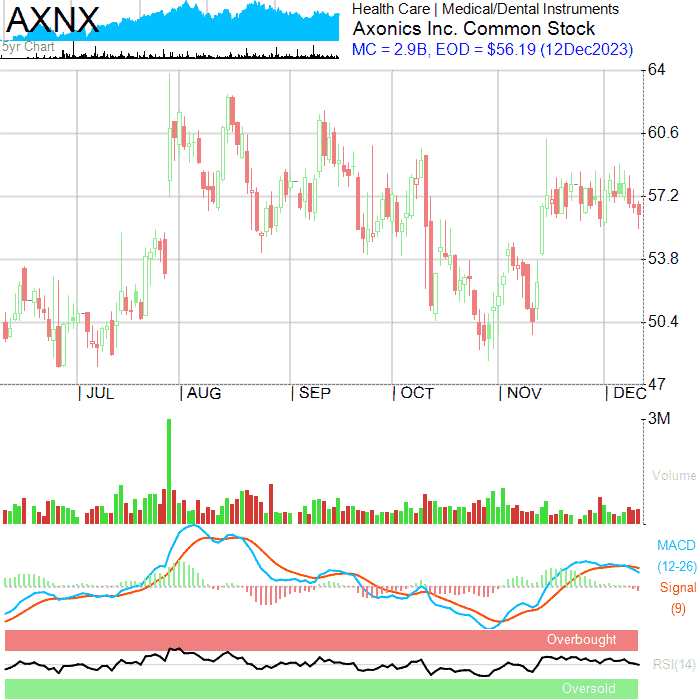 AXNX
5yr Chart
Health Care | Medical/Dental Instruments
Axonics Inc. Common Stock
MC = 2.9B, EOD = $56.19 (12Dec2023)
64
60.6
57.2
53.8
50.4
47
| JUL | AUG | SEP | OCT | NOV | DEC
3M
Volume
MACD
(12-26)
Signal
(9)
Overbought
RSI(14)
Oversold